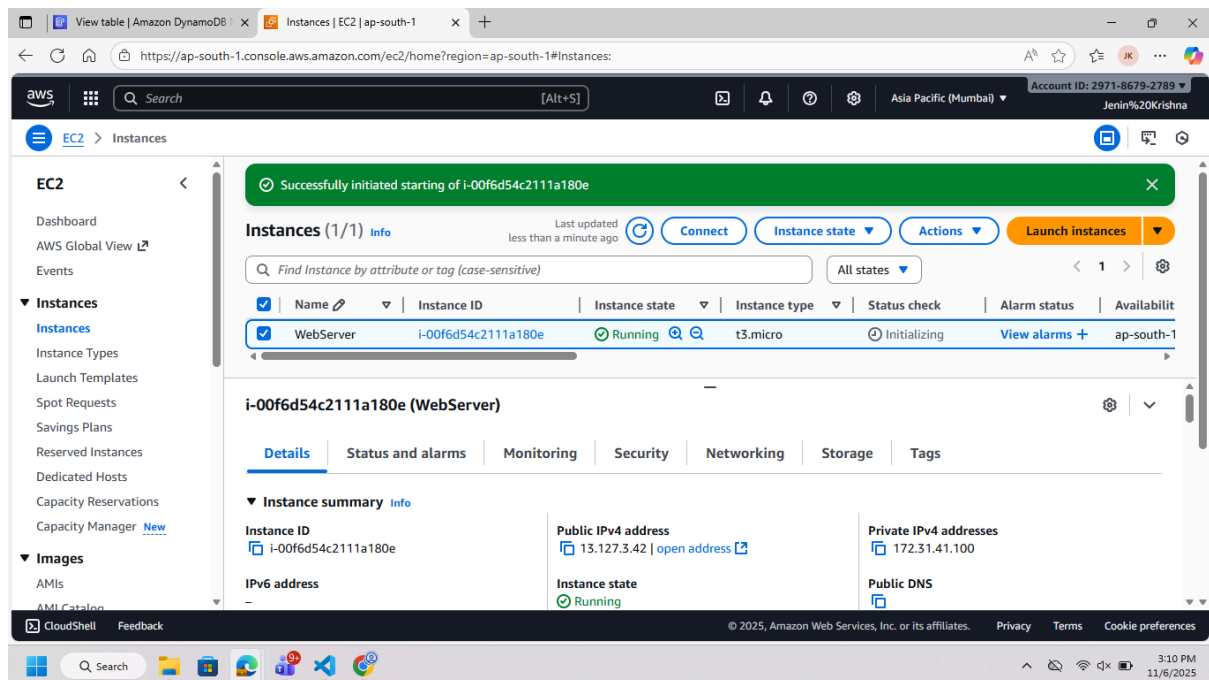 View table | Amazon DynamoDB
Instances | EC2 | ap-south-1
https://ap-south-1.console.aws.amazon.com/ec2/home?region=ap-south-1#Instances:
JK
aws
Search
[Alt+S]
Asia Pacific (Mumbai)
Account ID: 2971-8679-2789
Jenin%20Krishna
EC2 > Instances
EC2
Dashboard
AWS Global View
Events
Instances
Instances
Instance Types
Launch Templates
Spot Requests
Savings Plans
Reserved Instances
Dedicated Hosts
Capacity Reservations
Capacity Manager New
Images
AMIs
AMI Catalog
Successfully initiated starting of i-00f6d54c2111a180e
Instances (1/1) Info
Last updated
less than a minute ago
Connect
Instance state
Actions
Launch instances
Find Instance by attribute or tag (case-sensitive)
All states
1
Name Instance ID Instance state Instance type Status check Alarm status Availabilit
WebServer i-00f6d54c2111a180e Running t3.micro Initializing View alarms + ap-south-1
i-00f6d54c2111a180e (WebServer)
Details Status and alarms Monitoring Security Networking Storage Tags
Instance summary Info
Instance ID
i-00f6d54c2111a180e
Public IPv4 address
13.127.3.42 | open address
Private IPv4 addresses
172.31.41.100
IPv6 address
–
Instance state
Running
Public DNS
CloudShell Feedback
© 2025, Amazon Web Services, Inc. or its affiliates. Privacy Terms Cookie preferences
Search
9+
3:10 PM
11/6/2025